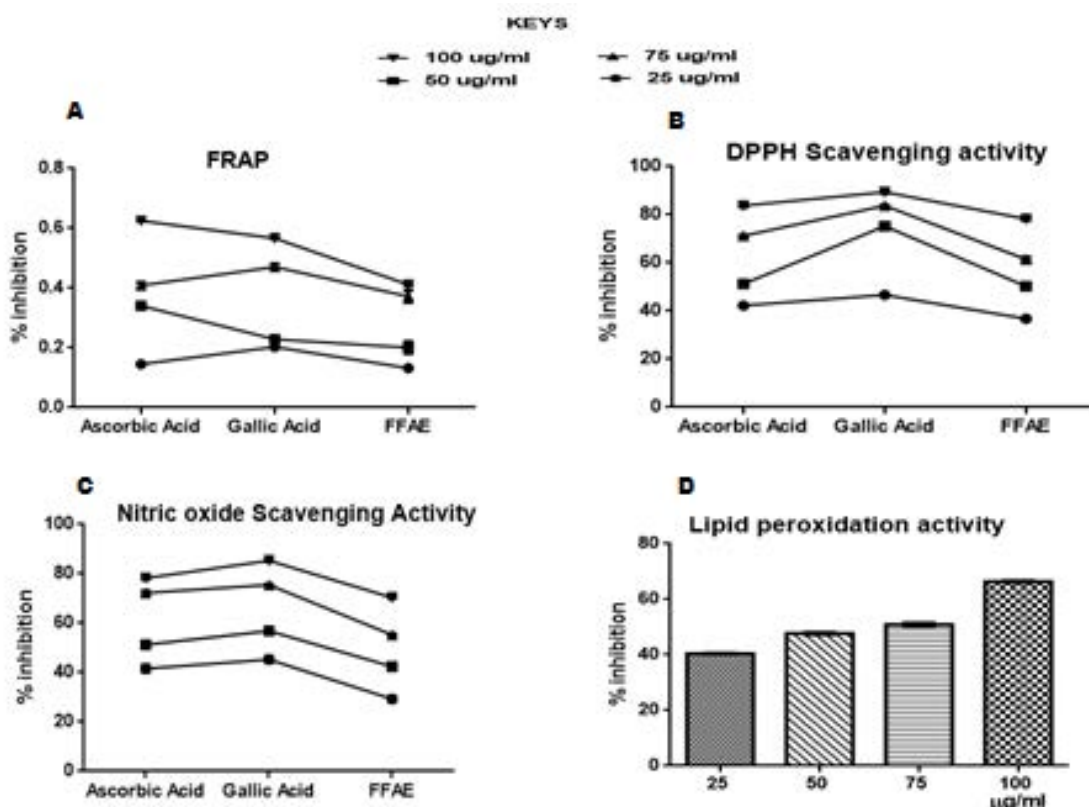 KEYS
100 ug/ml 75 ug/ml
50 ug/ml 25 ug/ml
A
FRAP
% inhibition
0.8
0.6
0.4
0.2
0.0
Ascorbic Acid Gallic Acid FFAE
B
DPPH Scavenging activity
% inhibition
100
80
60
40
20
0
Ascorbic Acid Gallic Acid FFAE
C
Nitric oxide Scavenging Activity
% inhibition
100
80
60
40
20
0
Ascorbic Acid Gallic Acid FFAE
D
Lipid peroxidation activity
% inhibition
80
60
40
20
0
25 50 75 100
ug/ml